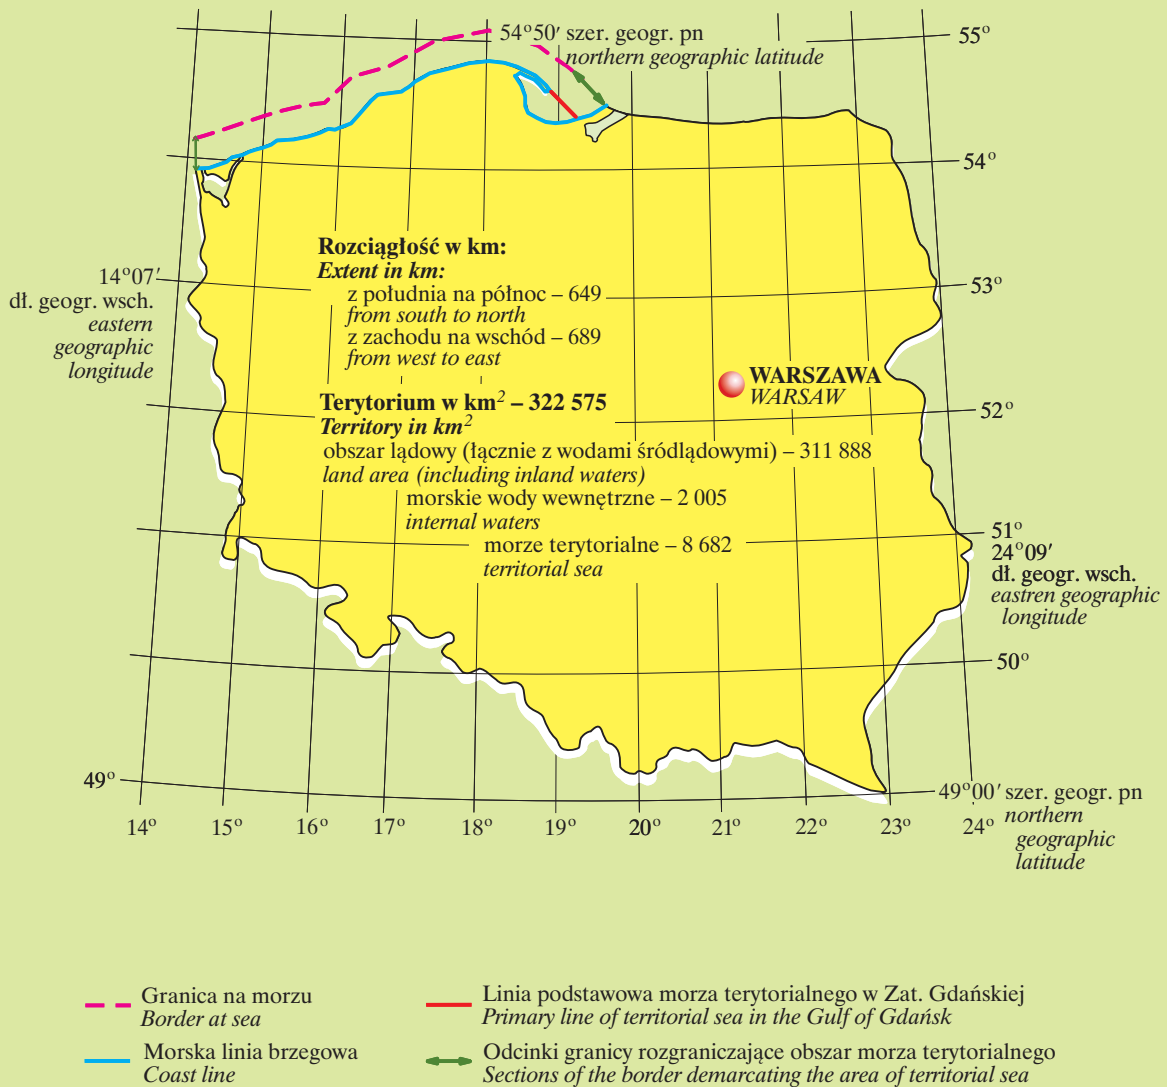 54°50′ szer. geogr. pn
northern geographic latitude
55°
54°
Rozciągłość w km:
Extent in km:
z południa na północ – 649
from south to north
z zachodu na wschód – 689
from west to east
14°07′
dł. geogr. wsch.
eastern
geographic
longitude
53°
WARSZAWA
WARSAW
Terytorium w km² – 322 575
Territory in km²
52°
obszar lądowy (łącznie z wodami śródlądowymi) – 311 888
land area (including inland waters)
morskie wody wewnętrzne – 2 005
internal waters
morze terytorialne – 8 682
territorial sea
51°
24°09′
dł. geogr. wsch.
eastren geographic
longitude
50°
49°
49°00′ szer. geogr. pn
northern
geographic
latitude
14° 15° 16° 17° 18° 19° 20° 21° 22° 23° 24°
Granica na morzu
Border at sea
Linia podstawowa morza terytorialnego w Zat. Gdańskiej
Primary line of territorial sea in the Gulf of Gdańsk
Morska linia brzegowa
Coast line
Odcinki granicy rozgraniczające obszar morza terytorialnego
Sections of the border demarcating the area of territorial sea